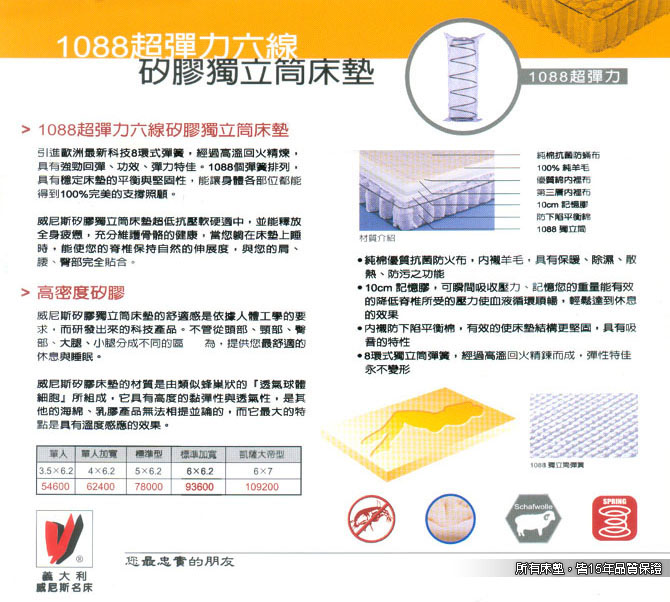 1088超彈力六線
矽膠獨立筒床墊
1088超彈力
> 1088超彈力六線矽膠獨立筒床墊
引進歐洲最新科技8環式彈簧，經過高溫回火精煉，
具有強勁回彈、功效、彈力特佳。1088個彈簧排列，
具有穩定床墊的平衡與堅固性，能讓身體各部位都能
得到100%完美的支撐照顧。
威尼斯矽膠獨立筒床墊超低抗壓軟硬適中，並能釋放
全身疲憊，充分維護骨骼的健康，當您躺在床墊上睡
時，能使您的脊椎保持自然的伸展度，與您的肩、
腰、臀部完全貼合。
> 高密度矽膠
威尼斯矽膠獨立筒床墊的舒適感是依據人體工學的要
求，而研發出來的科技產品。不管從頭部、頸部、臀
部、大腿、小腿分成不同的區 為，提供您最舒適的
休息與睡眠。
威尼斯矽膠床墊的材質是由類似蜂巢狀的『透氣球體
細胞』所組成，它具有高度的黏彈性與透氣性，是其
他的海綿、乳膠產品無法相提並論的，而它最大的特
點是具有溫度感應的效果。
單人 單人加寬 標準型 標準加寬 凱薩大帝型
3.5×6.2 4×6.2 5×6.2 6×6.2 6×7
54600 62400 78000 93600 109200
純棉抗菌防蟎布
100% 純羊毛
優質綿內裡布
第三層內裡布
10cm 記憶膠
防下陷平衡綿
1088 獨立筒
材質介紹
•純棉優質抗菌防火布，內襯羊毛，具有保暖、除濕、散
熱、防污之功能
•10cm 記憶膠，可瞬間吸收壓力、記憶您的重量能有效
的降低脊椎所受的壓力使血液循環順暢，輕鬆達到休息
的效果
•內襯防下陷平衡棉，有效的使床墊結構更堅固，具有吸
音的特性
•8環式獨立筒彈簧，經過高溫回火精鍊而成，彈性特佳
永不變形
1088 獨立筒彈簧
Schafwolle
SPRING
®
義大利
威尼斯名床
您最忠實的朋友
所有床墊，皆15年品質保證